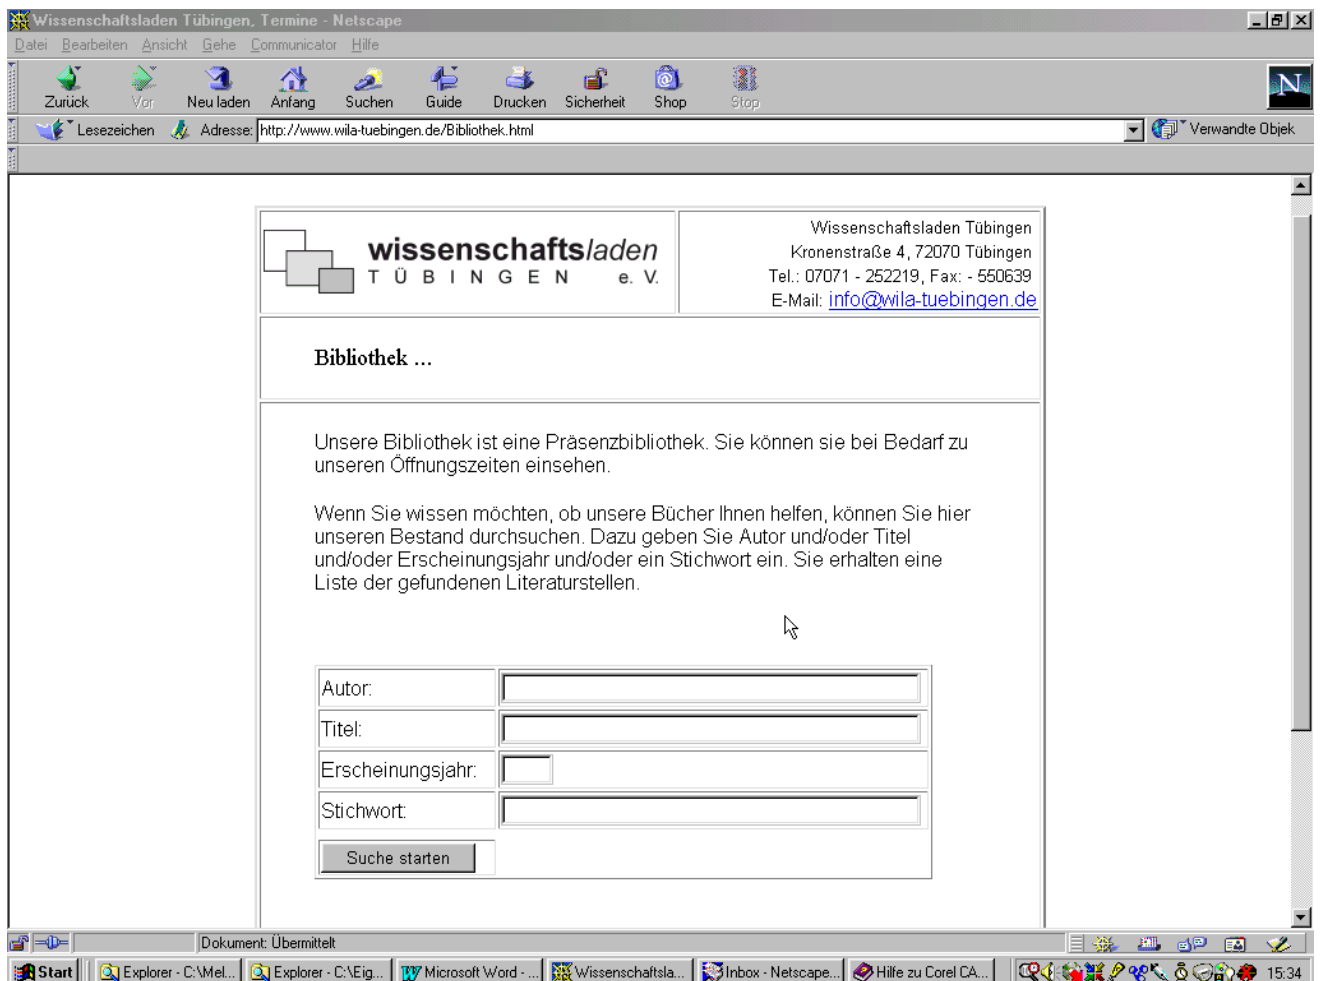 Wissenschaftsladen Tübingen, Termine - Netscape
Datei Bearbeiten Ansicht Gehe Communicator Hilfe
Zurück Vor Neu laden Anfang Suchen Guide Drucken Sicherheit Shop Stop
N
Lesezeichen Adresse: http://www.wila-tuebingen.de/Bibliothek.html Verwandte Objek
wissenschaftsladen
TÜBINGEN e. V.
Wissenschaftsladen Tübingen
Kronenstraße 4, 72070 Tübingen
Tel.: 07071 - 252219, Fax: - 550639
E-Mail: info@wila-tuebingen.de
Bibliothek ...
Unsere Bibliothek ist eine Präsenzbibliothek. Sie können sie bei Bedarf zu
unseren Öffnungszeiten einsehen.
Wenn Sie wissen möchten, ob unsere Bücher Ihnen helfen, können Sie hier
unseren Bestand durchsuchen. Dazu geben Sie Autor und/oder Titel
und/oder Erscheinungsjahr und/oder ein Stichwort ein. Sie erhalten eine
Liste der gefundenen Literaturstellen.
Autor:
Titel:
Erscheinungsjahr:
Stichwort:
Suche starten
Dokument: Übermittelt
Start Explorer - C:\Mel... Explorer - C:\Eig... Microsoft Word - ... Wissenschaftsla... Inbox - Netscape... Hilfe zu Corel CA... 15:34